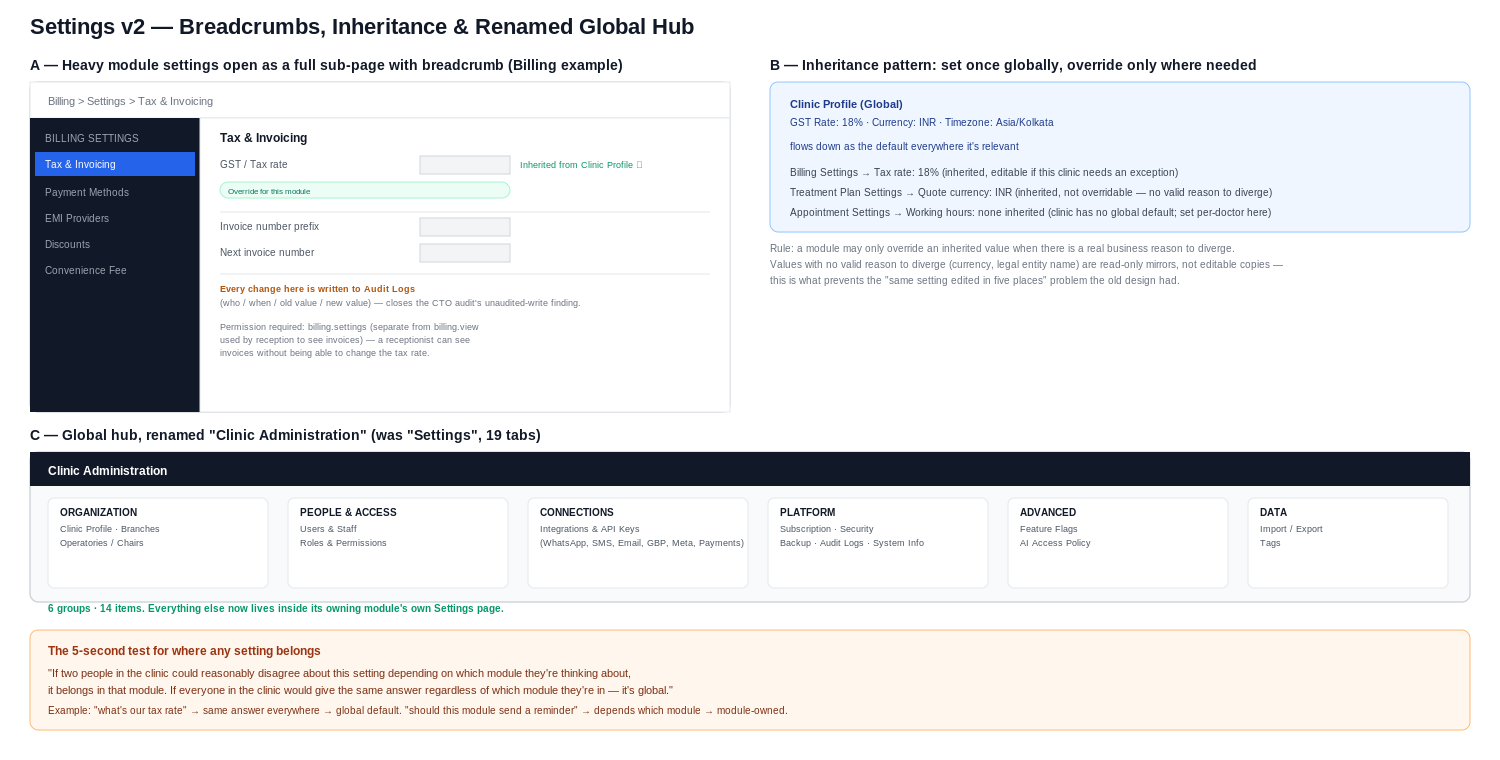 Settings v2 — Breadcrumbs, Inheritance & Renamed Global Hub
A — Heavy module settings open as a full sub-page with breadcrumb (Billing example)
Billing > Settings > Tax & Invoicing
BILLING SETTINGS
Tax & Invoicing
Payment Methods
EMI Providers
Discounts
Convenience Fee
Tax & Invoicing
GST / Tax rate
Inherited from Clinic Profile
Override for this module
Invoice number prefix
Next invoice number
Every change here is written to Audit Logs
(who / when / old value / new value) — closes the CTO audit's unaudited-write finding.
Permission required: billing.settings (separate from billing.view
used by reception to see invoices) — a receptionist can see
invoices without being able to change the tax rate.
B — Inheritance pattern: set once globally, override only where needed
Clinic Profile (Global)
GST Rate: 18% · Currency: INR · Timezone: Asia/Kolkata
flows down as the default everywhere it's relevant
Billing Settings → Tax rate: 18% (inherited, editable if this clinic needs an exception)
Treatment Plan Settings → Quote currency: INR (inherited, not overridable — no valid reason to diverge)
Appointment Settings → Working hours: none inherited (clinic has no global default; set per-doctor here)
Rule: a module may only override an inherited value when there is a real business reason to diverge.
Values with no valid reason to diverge (currency, legal entity name) are read-only mirrors, not editable copies —
this is what prevents the "same setting edited in five places" problem the old design had.
C — Global hub, renamed "Clinic Administration" (was "Settings", 19 tabs)
Clinic Administration
ORGANIZATION
Clinic Profile · Branches
Operatories / Chairs
PEOPLE & ACCESS
Users & Staff
Roles & Permissions
CONNECTIONS
Integrations & API Keys
(WhatsApp, SMS, Email, GBP, Meta, Payments)
PLATFORM
Subscription · Security
Backup · Audit Logs · System Info
ADVANCED
Feature Flags
AI Access Policy
DATA
Import / Export
Tags
6 groups · 14 items. Everything else now lives inside its owning module's own Settings page.
The 5-second test for where any setting belongs
"If two people in the clinic could reasonably disagree about this setting depending on which module they're thinking about,
it belongs in that module. If everyone in the clinic would give the same answer regardless of which module they're in — it's global."
Example: "what's our tax rate" → same answer everywhere → global default. "should this module send a reminder" → depends which module → module-owned.